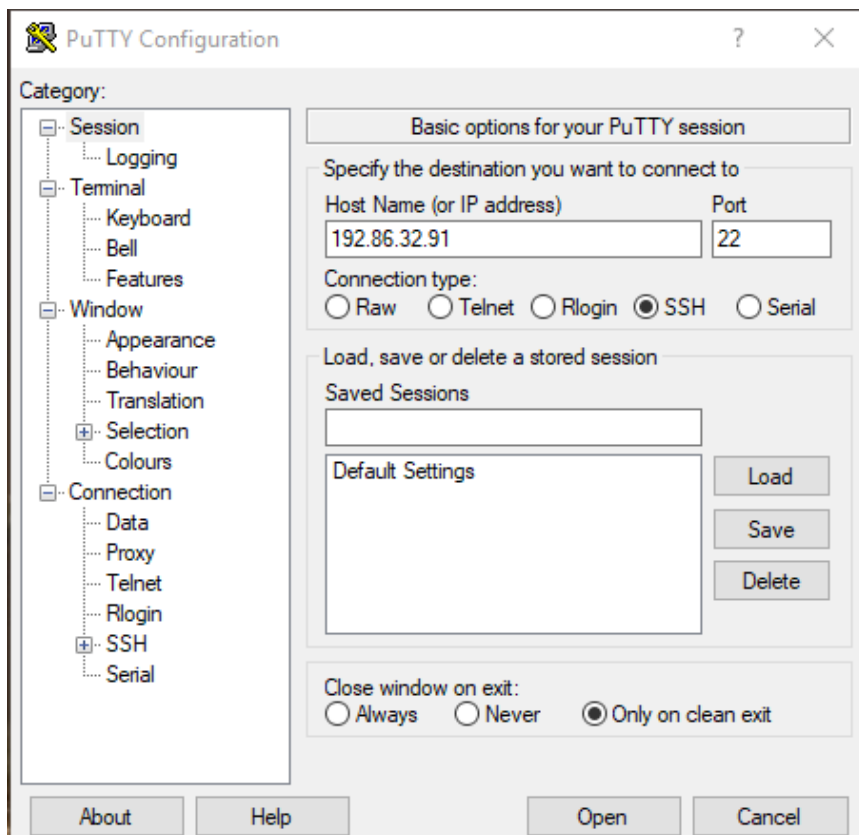 PuTTY Configuration
?
Category:
Session
Logging
Terminal
Keyboard
Bell
Features
Window
Appearance
Behaviour
Translation
Selection
Colours
Connection
Data
Proxy
Telnet
Rlogin
SSH
Serial
Basic options for your PuTTY session
Specify the destination you want to connect to
Host Name (or IP address) Port
192.86.32.91 22
Connection type:
Raw Telnet Rlogin SSH Serial
Load, save or delete a stored session
Saved Sessions
Default Settings
Load
Save
Delete
Close window on exit:
Always Never Only on clean exit
About Help Open Cancel